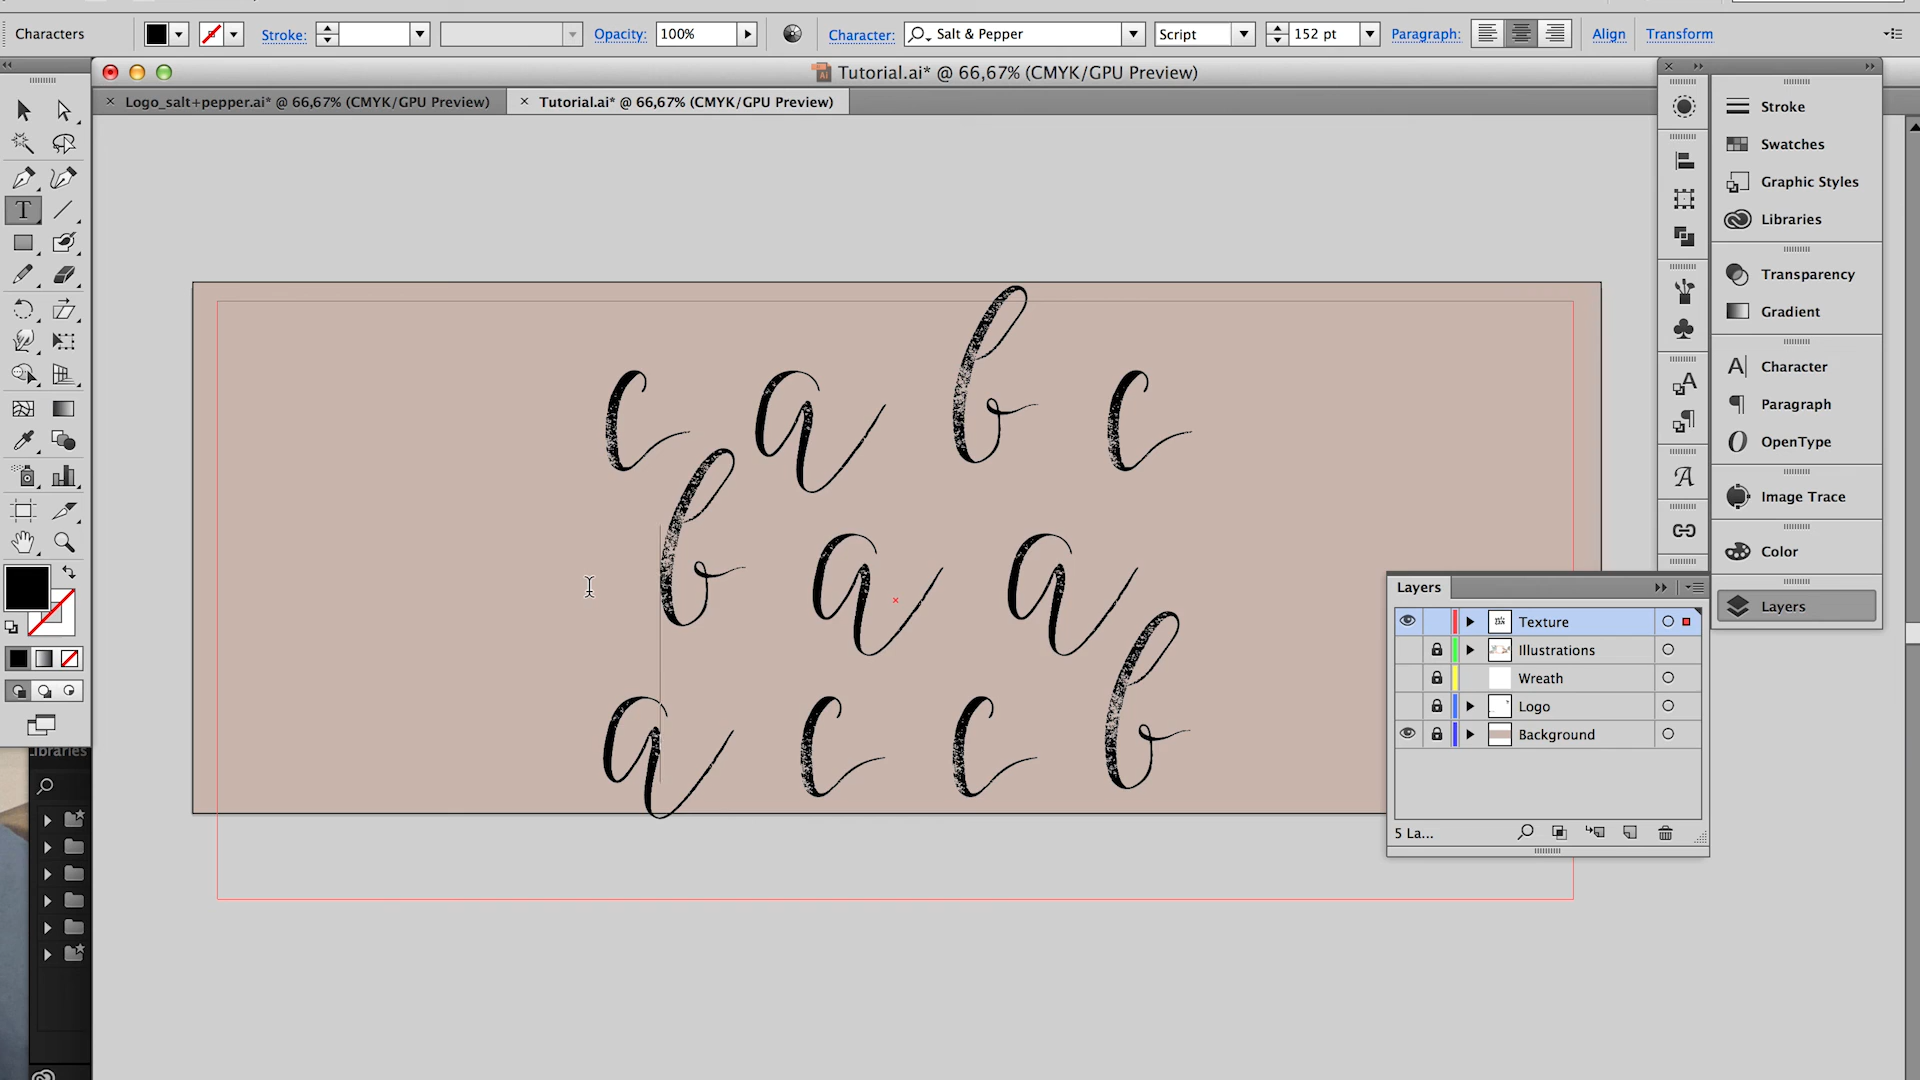 Characters
Stroke:
Opacity: 100%
Character: Salt & Pepper
Script
152 pt
Paragraph:
Align
Transform
Tutorial.ai* @ 66,67% (CMYK/GPU Preview)
Logo_salt+pepper.ai* @ 66,67% (CMYK/GPU Preview)
Tutorial.ai* @ 66,67% (CMYK/GPU Preview)
Stroke
Swatches
Graphic Styles
Libraries
Transparency
Gradient
Character
Paragraph
OpenType
Image Trace
Color
Layers
c a b c
b a a
a c c b
Layers
Texture
Illustrations
Wreath
Logo
Background
5 La...
Libraries